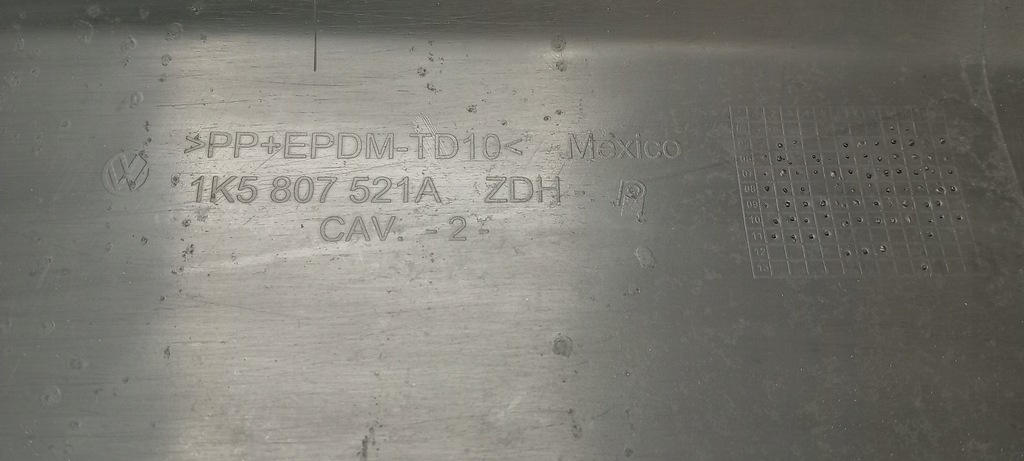 >PP+EPDM-TD10< Mexico
1K5 807 521A ZDH
CAV. - 2 -